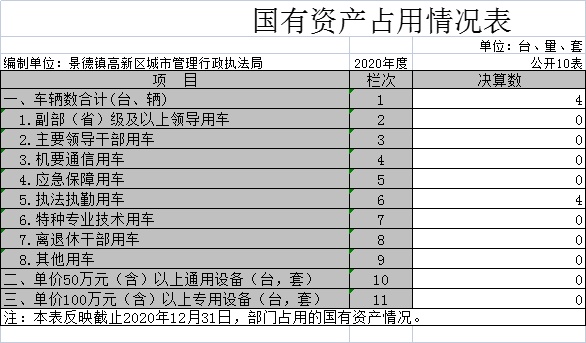 国有资产占用情况表
单位：台、量、套
编制单位：景德镇高新区城市管理行政执法局 2020年度 公开10表
项 目 栏次 决算数
一、车辆数合计(台、辆) 1 4
1.副部（省）级及以上领导用车 2 0
2.主要领导干部用车 3 0
3.机要通信用车 4 0
4.应急保障用车 5 0
5.执法执勤用车 6 4
6.特种专业技术用车 7 0
7.离退休干部用车 8 0
8.其他用车 9 0
二、单价50万元（含）以上通用设备（台，套） 10 0
三、单价100万元（含）以上专用设备（台，套） 11 0
注：本表反映截止2020年12月31日，部门占用的国有资产情况。